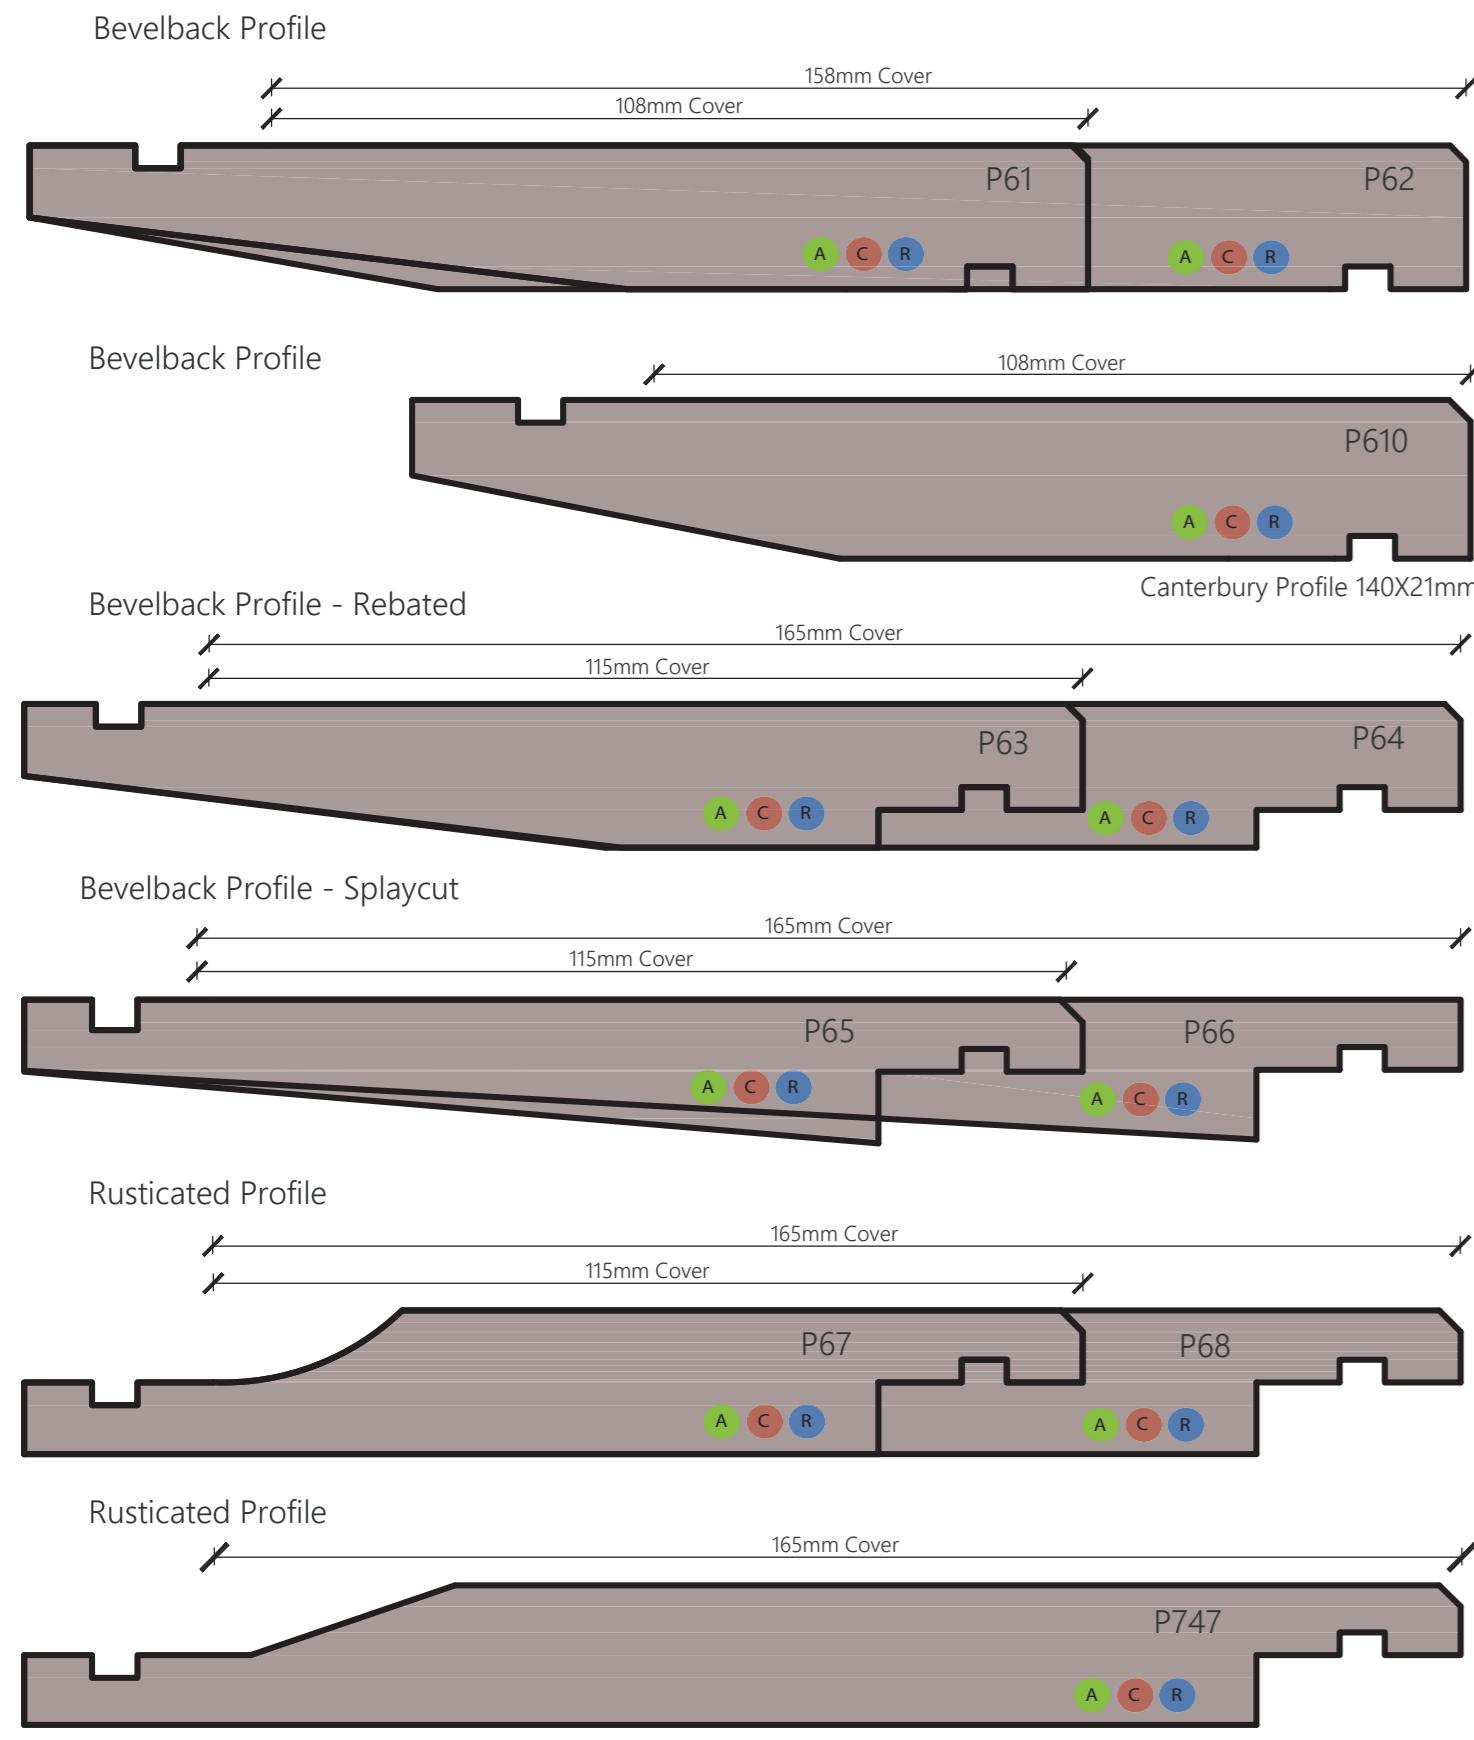 Bevelback Profile
158mm Cover
108mm Cover
P61 P62
A C R A C R
Bevelback Profile
108mm Cover
P610
A C R
Canterbury Profile 140X21mm
Bevelback Profile - Rebated
165mm Cover
115mm Cover
P63 P64
A C R A C R
Bevelback Profile - Splaycut
165mm Cover
115mm Cover
P65 P66
A C R A C R
Rusticated Profile
165mm Cover
115mm Cover
P67 P68
A C R A C R
Rusticated Profile
165mm Cover
P747
A C R